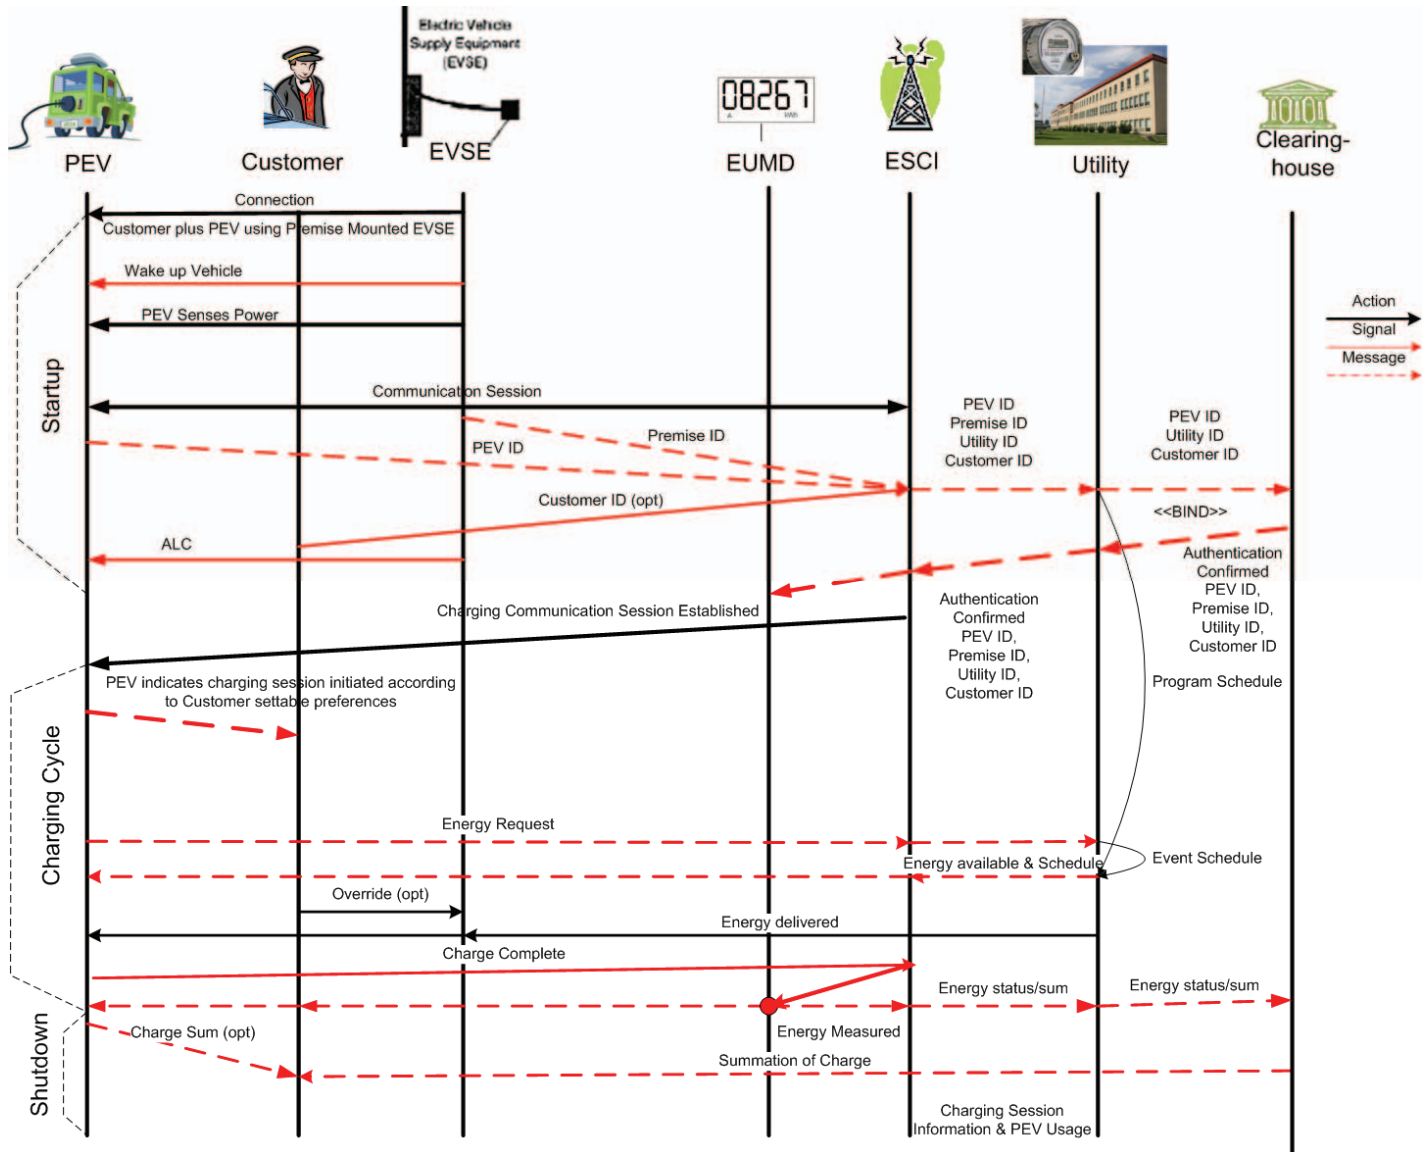 Electric Vehicle
Supply Equipment
(EVSE)
08267
A kWh
PEV
Customer
EVSE
EUMD
ESCI
Utility
Clearing-
house
Connection
Customer plus PEV using Premise Mounted EVSE
Wake up Vehicle
PEV Senses Power
Action
Signal
Message
Startup
Communication Session
PEV ID
Premise ID
Utility ID
Customer ID
PEV ID
Utility ID
Customer ID
Premise ID
PEV ID
Customer ID (opt)
<<BIND>>
ALC
Authentication
Confirmed
PEV ID,
Premise ID,
Utility ID,
Customer ID
Charging Communication Session Established
Authentication
Confirmed
PEV ID,
Premise ID,
Utility ID,
Customer ID
Program Schedule
PEV indicates charging session initiated according
to Customer settable preferences
Charging Cycle
Energy Request
Energy available & Schedule
Event Schedule
Override (opt)
Energy delivered
Charge Complete
Energy status/sum
Energy status/sum
Energy Measured
Shutdown
Charge Sum (opt)
Summation of Charge
Charging Session
Information & PEV Usage